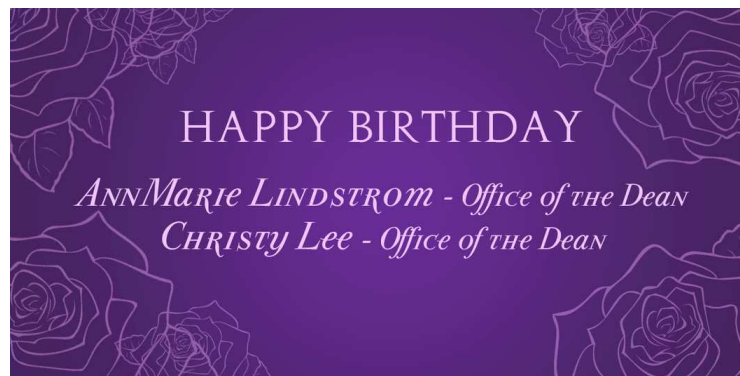 HAPPY BIRTHDAY
ANNMARIE LINDSTROM - OFFICE OF THE DEAN
CHRISTY LEE - OFFICE OF THE DEAN